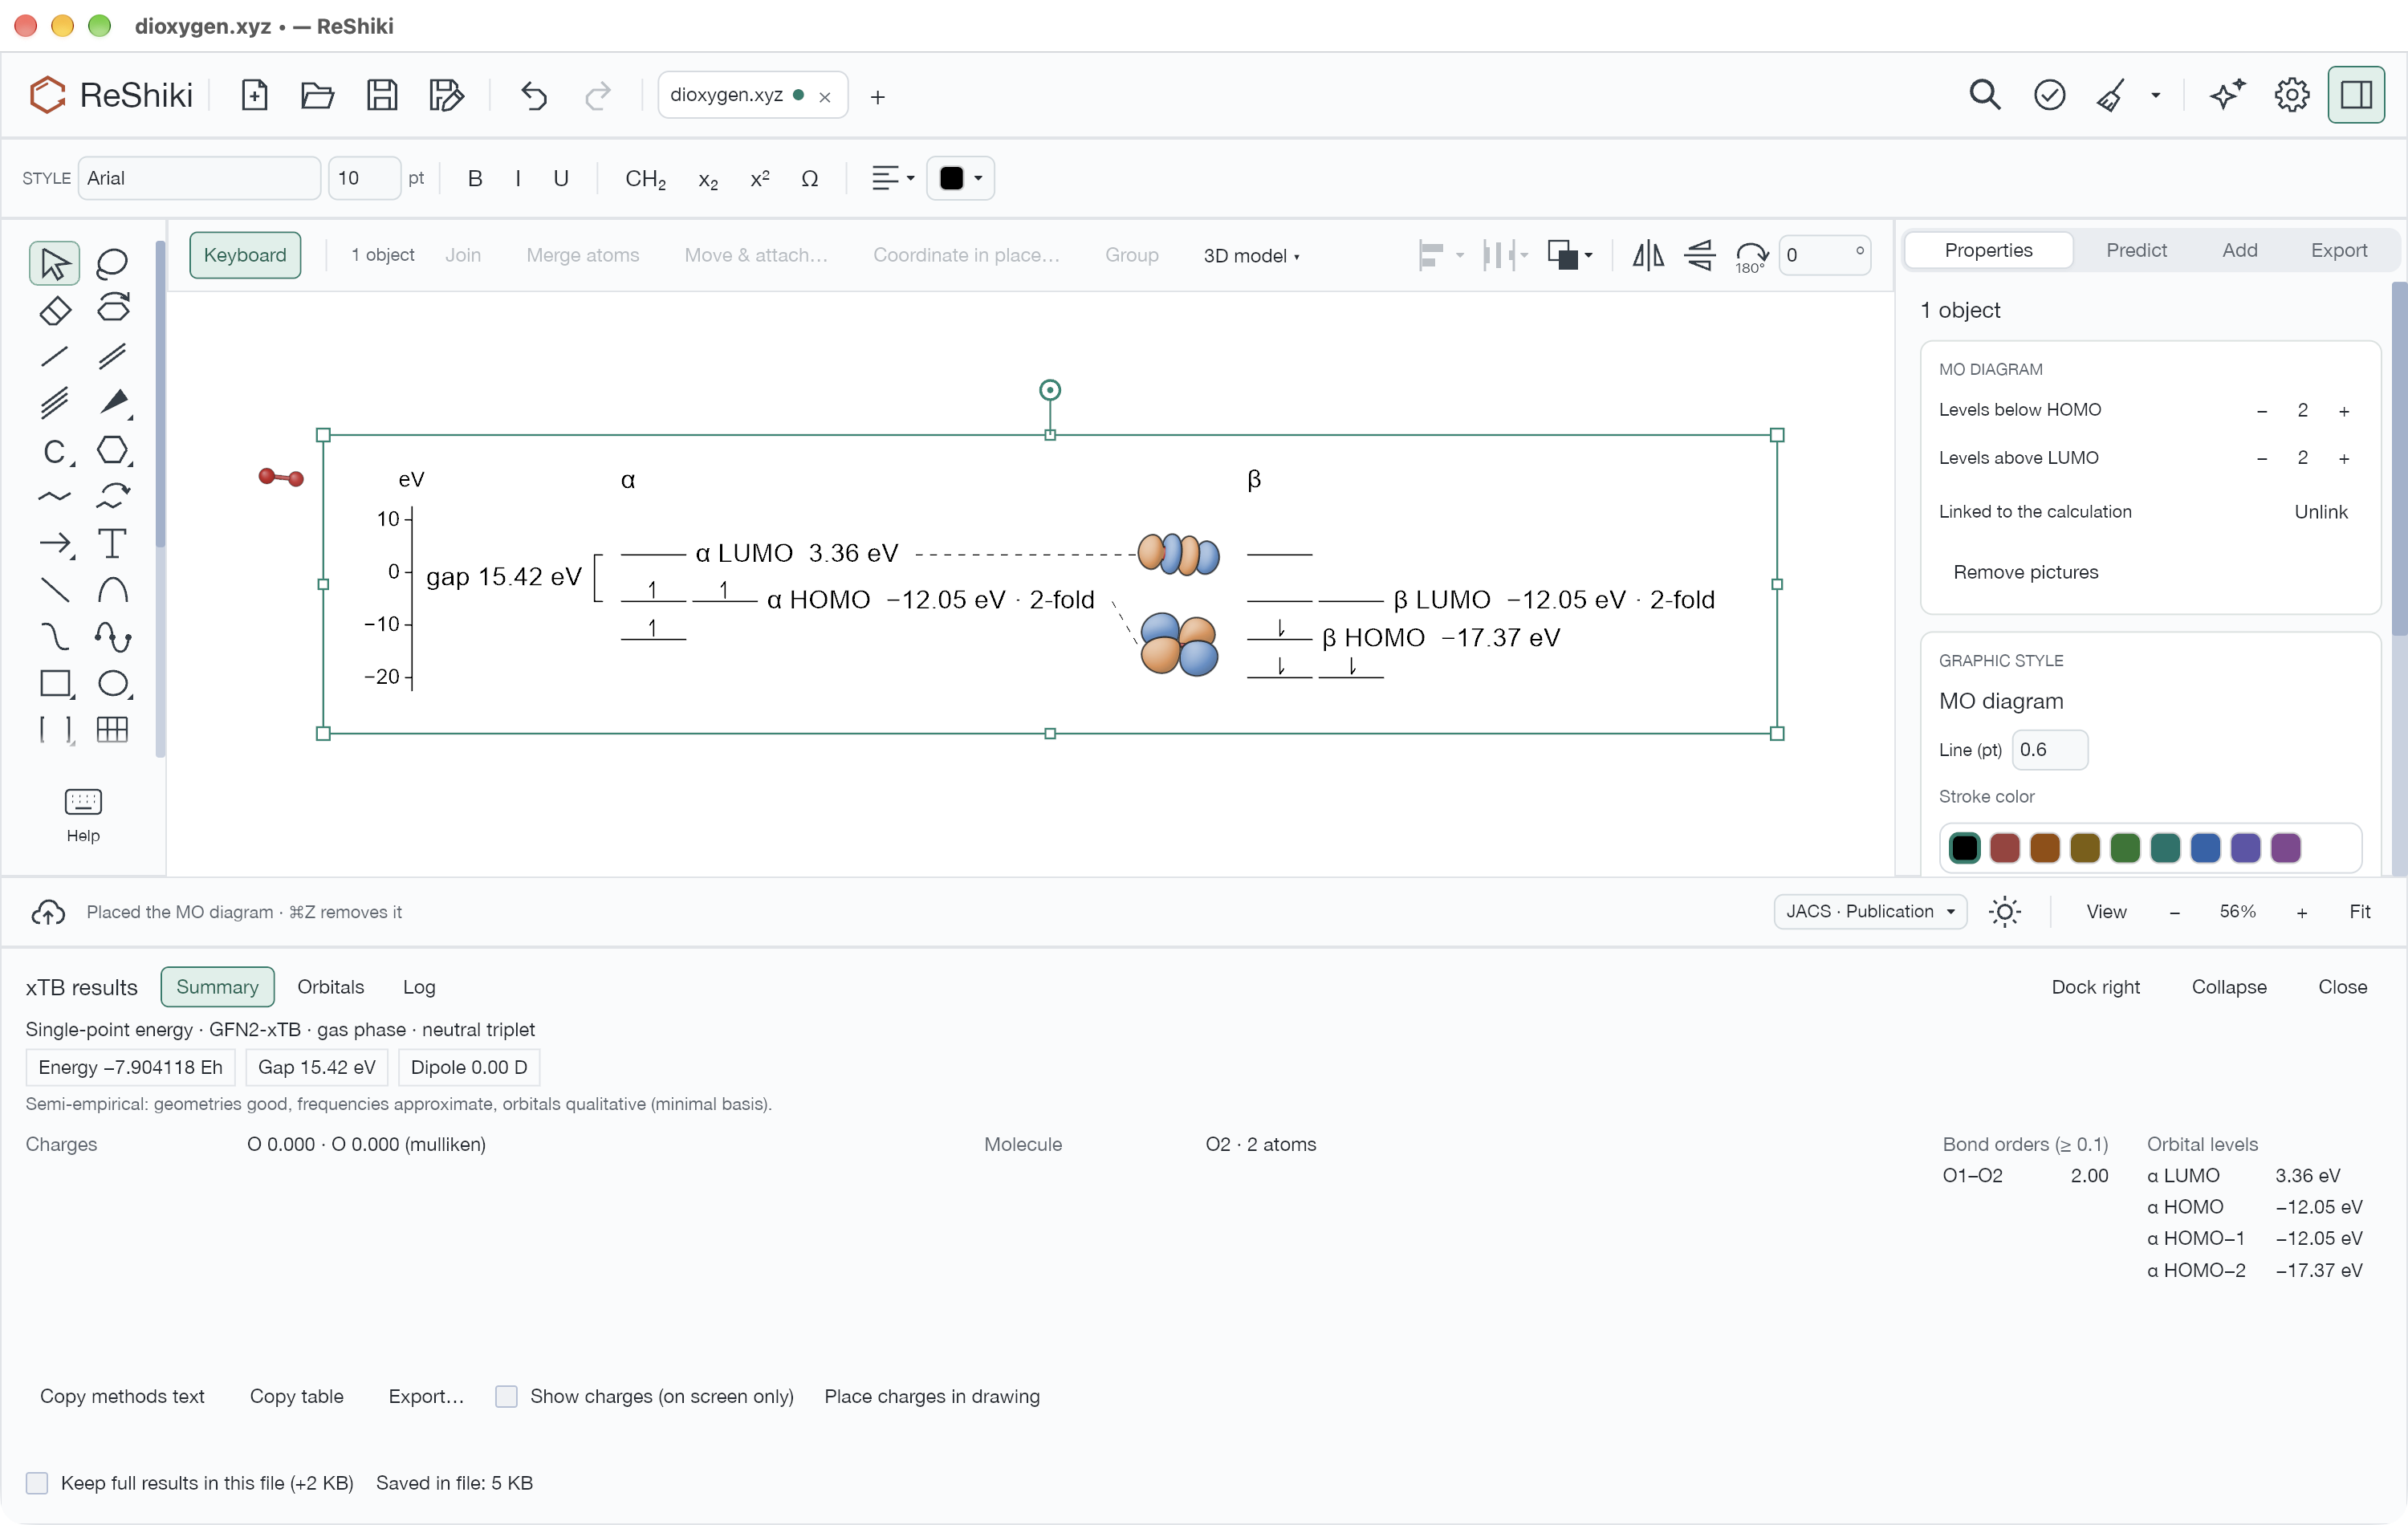 dioxygen.xyz • — ReShiki
ReShiki
dioxygen.xyz ● × +
STYLE Arial 10 pt B I U CH₂ x₂ x² Ω
Keyboard 1 object Join Merge atoms Move & attach... Coordinate in place... Group 3D model 180° 0 °
Properties Predict Add Export
1 object
MO DIAGRAM
Levels below HOMO − 2 +
Levels above LUMO − 2 +
Linked to the calculation Unlink
Remove pictures
GRAPHIC STYLE
MO diagram
Line (pt) 0.6
Stroke color
C
T
Help
eV α β
10
0
−10
−20
gap 15.42 eV
α LUMO 3.36 eV
α HOMO −12.05 eV · 2-fold
β LUMO −12.05 eV · 2-fold
β HOMO −17.37 eV
Placed the MO diagram · ⌘Z removes it
JACS · Publication View − 56% + Fit
xTB results Summary Orbitals Log Dock right Collapse Close
Single-point energy · GFN2-xTB · gas phase · neutral triplet
Energy −7.904118 Eh Gap 15.42 eV Dipole 0.00 D
Semi-empirical: geometries good, frequencies approximate, orbitals qualitative (minimal basis).
Charges O 0.000 · O 0.000 (mulliken) Molecule O2 · 2 atoms
Bond orders (≥ 0.1) Orbital levels
O1–O2 2.00 α LUMO 3.36 eV
α HOMO −12.05 eV
α HOMO−1 −12.05 eV
α HOMO−2 −17.37 eV
Copy methods text Copy table Export... Show charges (on screen only) Place charges in drawing
Keep full results in this file (+2 KB) Saved in file: 5 KB